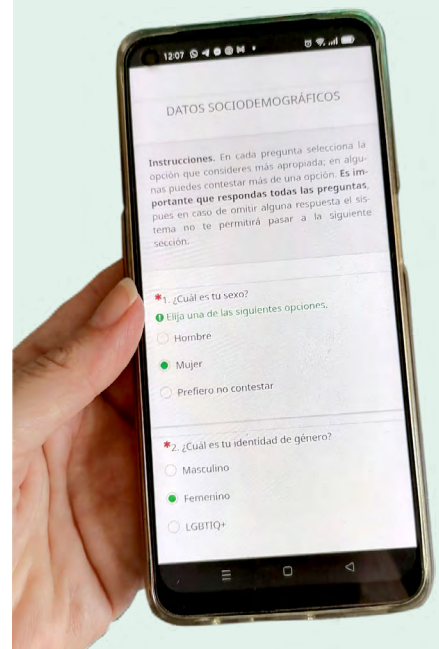 12:07
DATOS SOCIODEMOGRÁFICOS
Instrucciones. En cada pregunta selecciona la
opción que consideres más apropiada; en algu-
nas puedes contestar más de una opción. Es im-
portante que respondas todas las preguntas,
pues en caso de omitir alguna respuesta el sis-
tema no te permitirá pasar a la siguiente
sección.
*1. ¿Cuál es tu sexo?
Elija una de las siguientes opciones.
Hombre
Mujer
Prefiero no contestar
*2. ¿Cuál es tu identidad de género?
Masculino
Femenino
LGBTIQ+